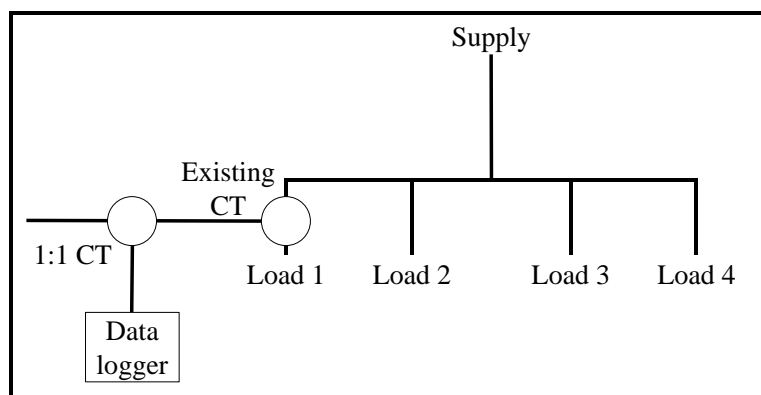 Supply
Existing
CT
1:1 CT
Load 1
Load 2
Load 3
Load 4
Data
logger